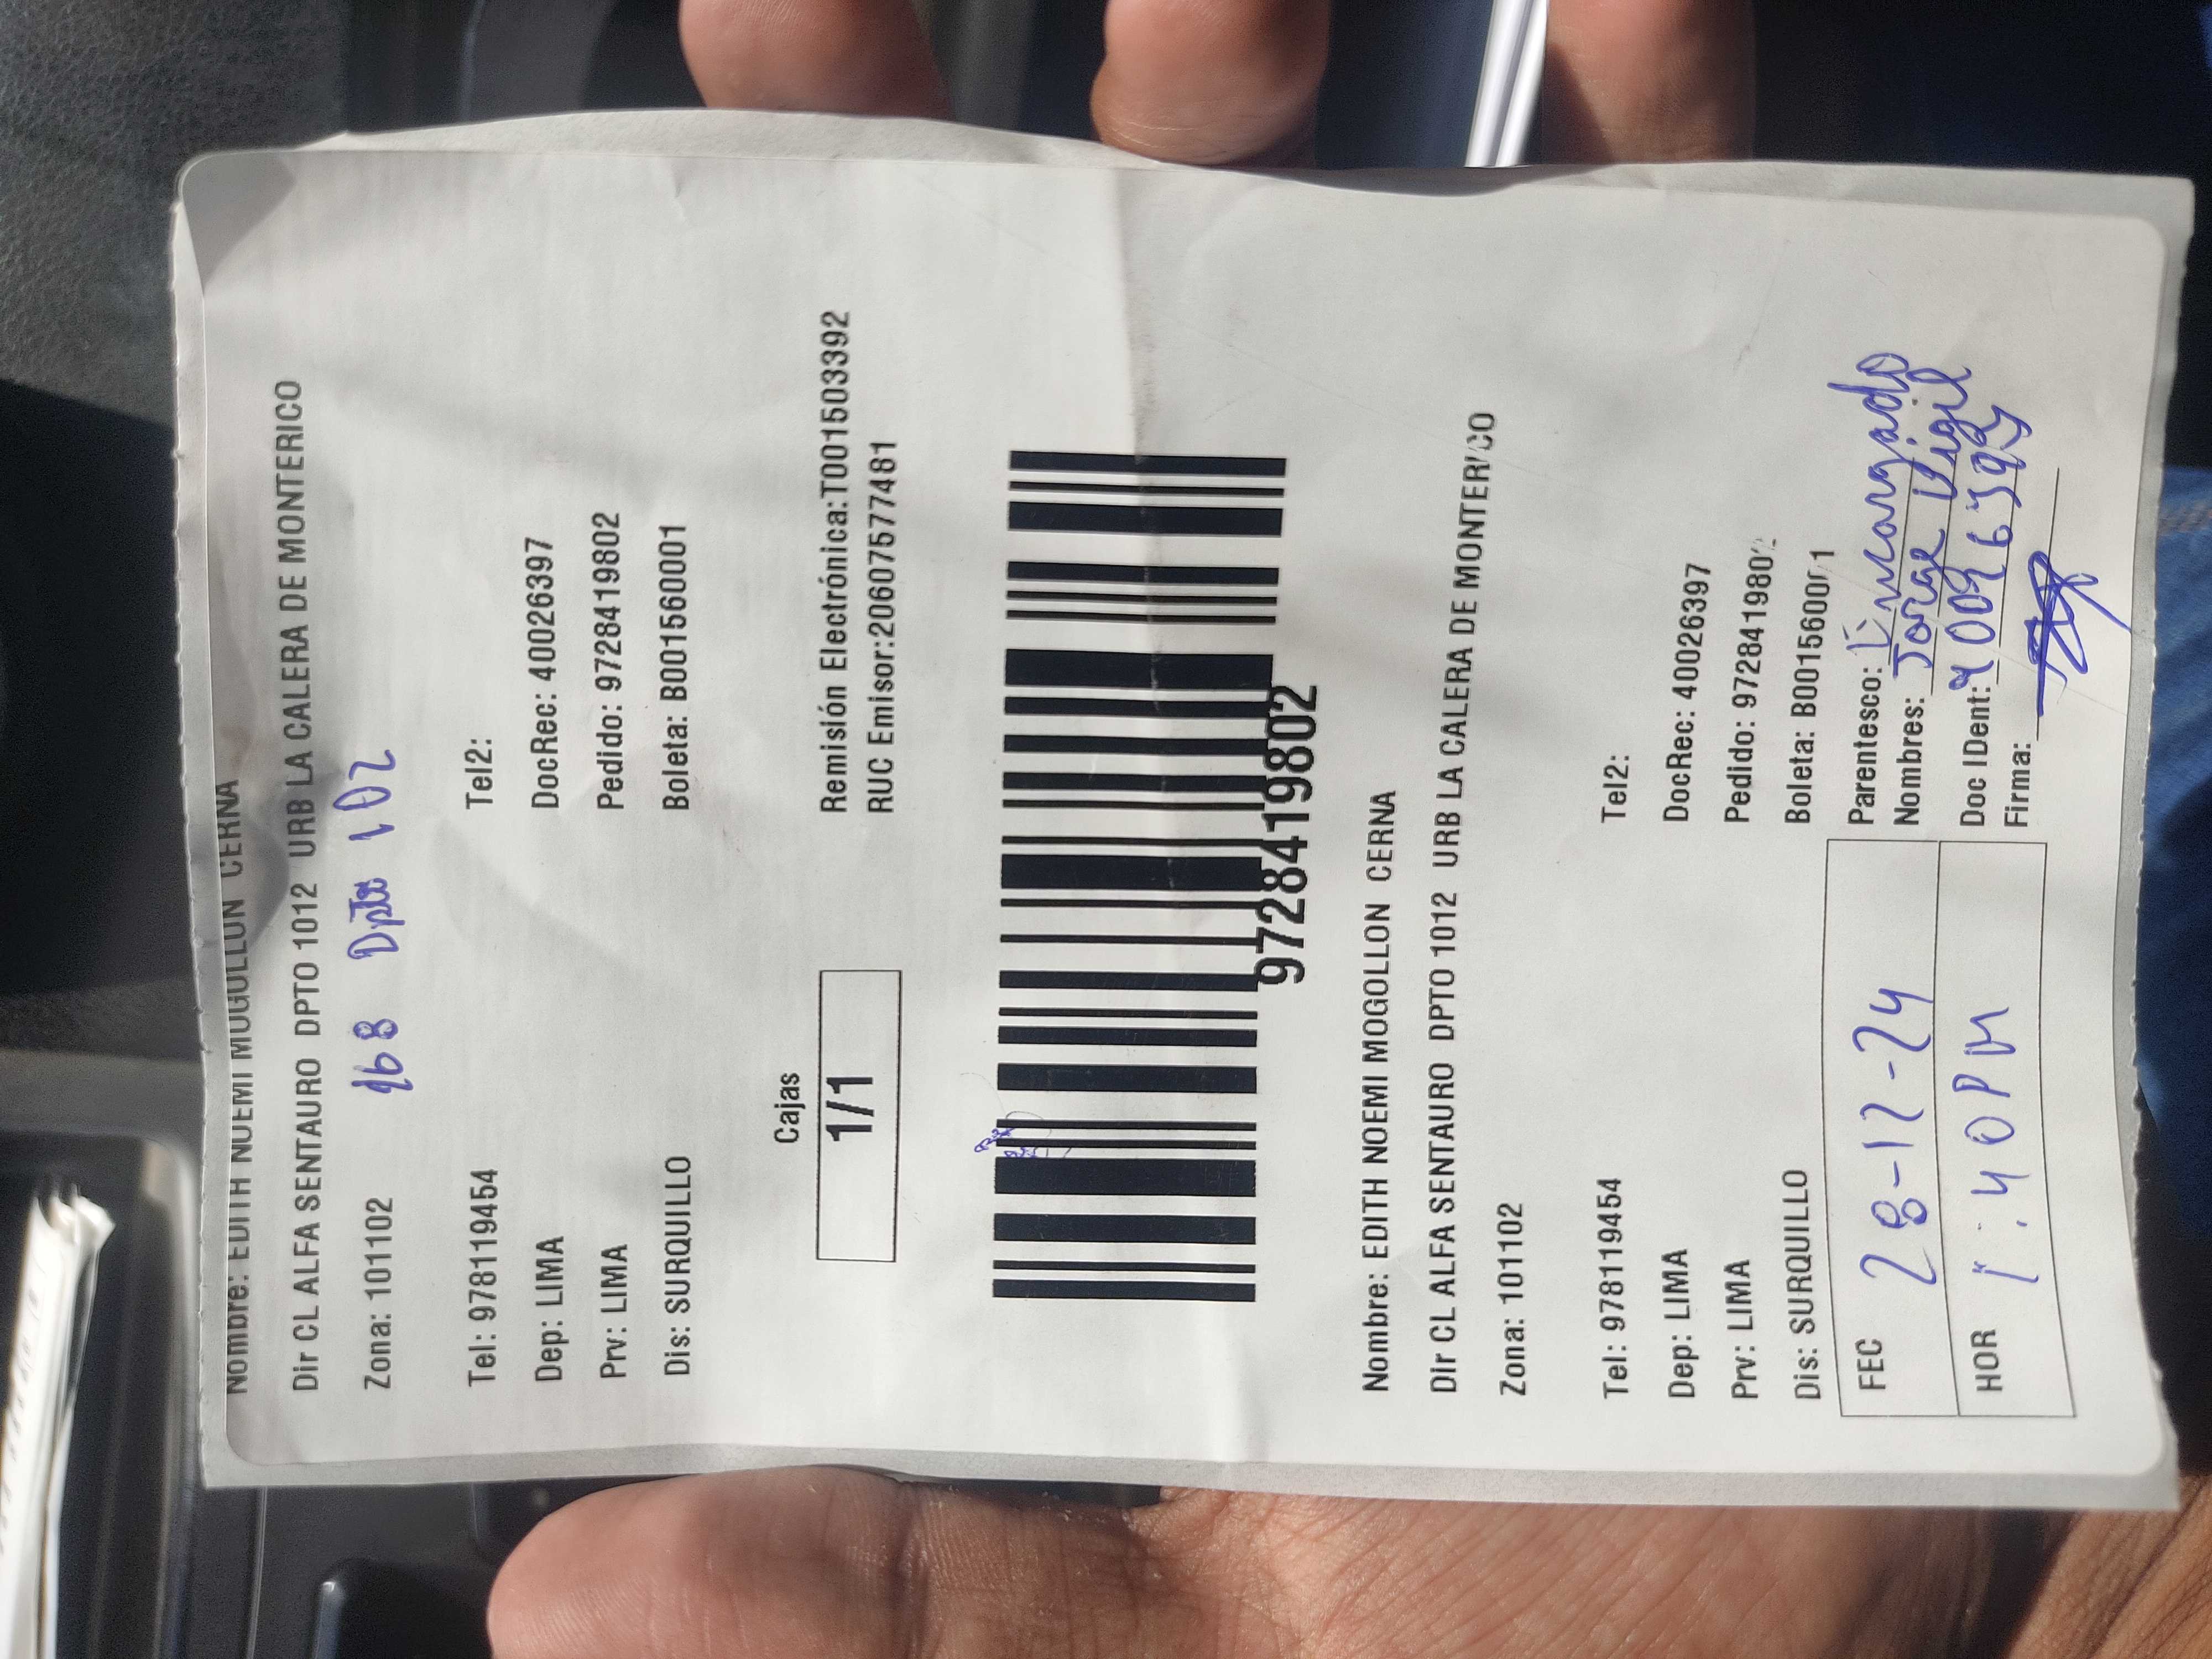 Nombre: EDITH NOEMI MOGOLLON CERNA
Dir CL ALFA SENTAURO DPTO 1012 URB LA CALERA DE MONTERICO
Zona: 101102 168 Dpto 102
Tel: 978119454 Tel2:
Dep: LIMA DocRec: 40026397
Prv: LIMA Pedido: 9728419802
Dis: SURQUILLO Boleta: B001560001
Cajas
1/1
Remisión Electrónica:T001503392
RUC Emisor:20607577481
9728419802
Nombre: EDITH NOEMI MOGOLLON CERNA
Dir CL ALFA SENTAURO DPTO 1012 URB LA CALERA DE MONTERICO
Zona: 101102
Tel: 978119454 Tel2:
Dep: LIMA DocRec: 40026397
Prv: LIMA Pedido: 972841980
Dis: SURQUILLO Boleta: B001560001
FEC 28-12-24
HOR 1:40PM
Parentesco: Encargado
Nombres: Jorge Vigil
Doc IDent:
Firma: